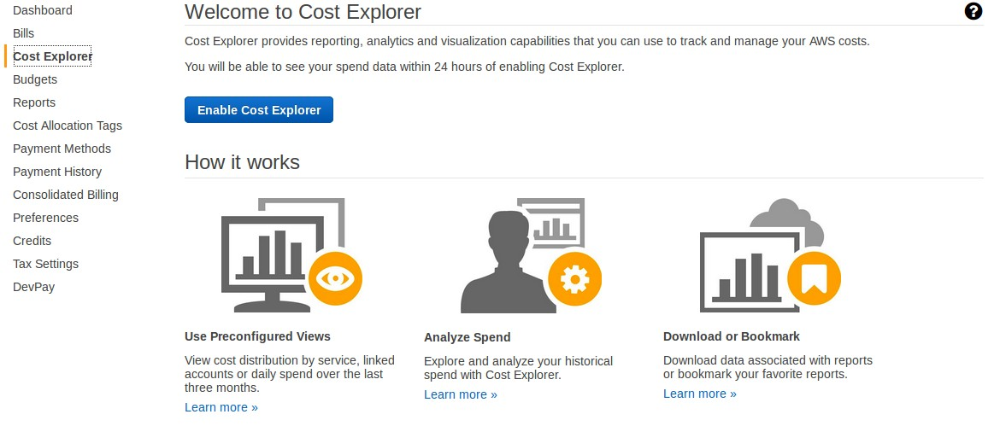 Dashboard
Bills
Cost Explorer
Budgets
Reports
Cost Allocation Tags
Payment Methods
Payment History
Consolidated Billing
Preferences
Credits
Tax Settings
DevPay
Welcome to Cost Explorer
?
Cost Explorer provides reporting, analytics and visualization capabilities that you can use to track and manage your AWS costs.
You will be able to see your spend data within 24 hours of enabling Cost Explorer.
Enable Cost Explorer
How it works
Use Preconfigured Views
View cost distribution by service, linked
accounts or daily spend over the last
three months.
Learn more »
Analyze Spend
Explore and analyze your historical
spend with Cost Explorer.
Learn more »
Download or Bookmark
Download data associated with reports
or bookmark your favorite reports.
Learn more »